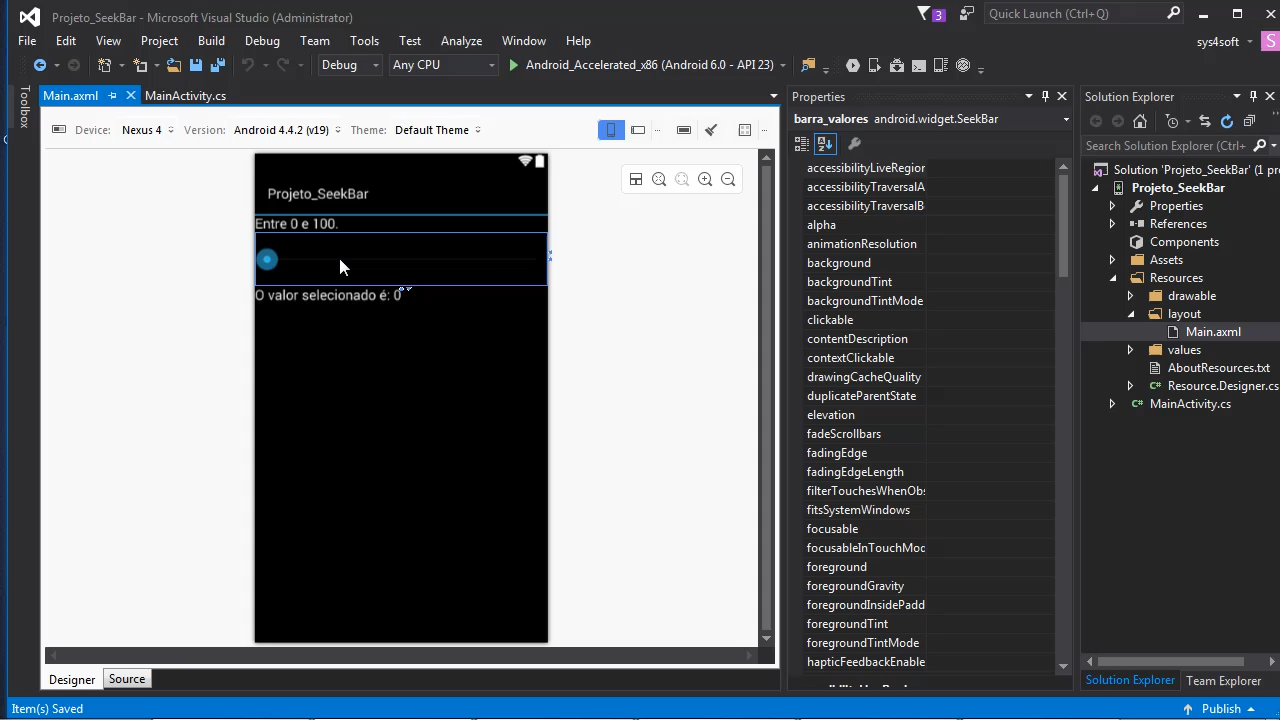 Projeto_SeekBar - Microsoft Visual Studio (Administrator)
3
Quick Launch (Ctrl+Q)
File Edit View Project Build Debug Team Tools Test Analyze Window Help
sys4soft
S
Debug
Any CPU
Android_Accelerated_x86 (Android 6.0 - API 23)
Toolbox
Main.axml
MainActivity.cs
Device: Nexus 4
Version: Android 4.4.2 (v19)
Theme: Default Theme
Projeto_SeekBar
Entre 0 e 100.
O valor selecionado é: 0
Designer
Source
Properties
barra_valores android.widget.SeekBar
accessibilityLiveRegion
accessibilityTraversalA
accessibilityTraversalB
alpha
animationResolution
background
backgroundTint
backgroundTintMode
clickable
contentDescription
contextClickable
drawingCacheQuality
duplicateParentState
elevation
fadeScrollbars
fadingEdge
fadingEdgeLength
filterTouchesWhenObs
fitsSystemWindows
focusable
focusableInTouchMod
foreground
foregroundGravity
foregroundInsidePadd
foregroundTint
foregroundTintMode
hapticFeedbackEnable
Solution Explorer
Search Solution Explorer (Ctrl+
Solution 'Projeto_SeekBar' (1 pr
Projeto_SeekBar
Properties
References
Components
Assets
Resources
drawable
layout
Main.axml
values
AboutResources.txt
Resource.Designer.cs
MainActivity.cs
Solution Explorer
Team Explorer
Item(s) Saved
Publish